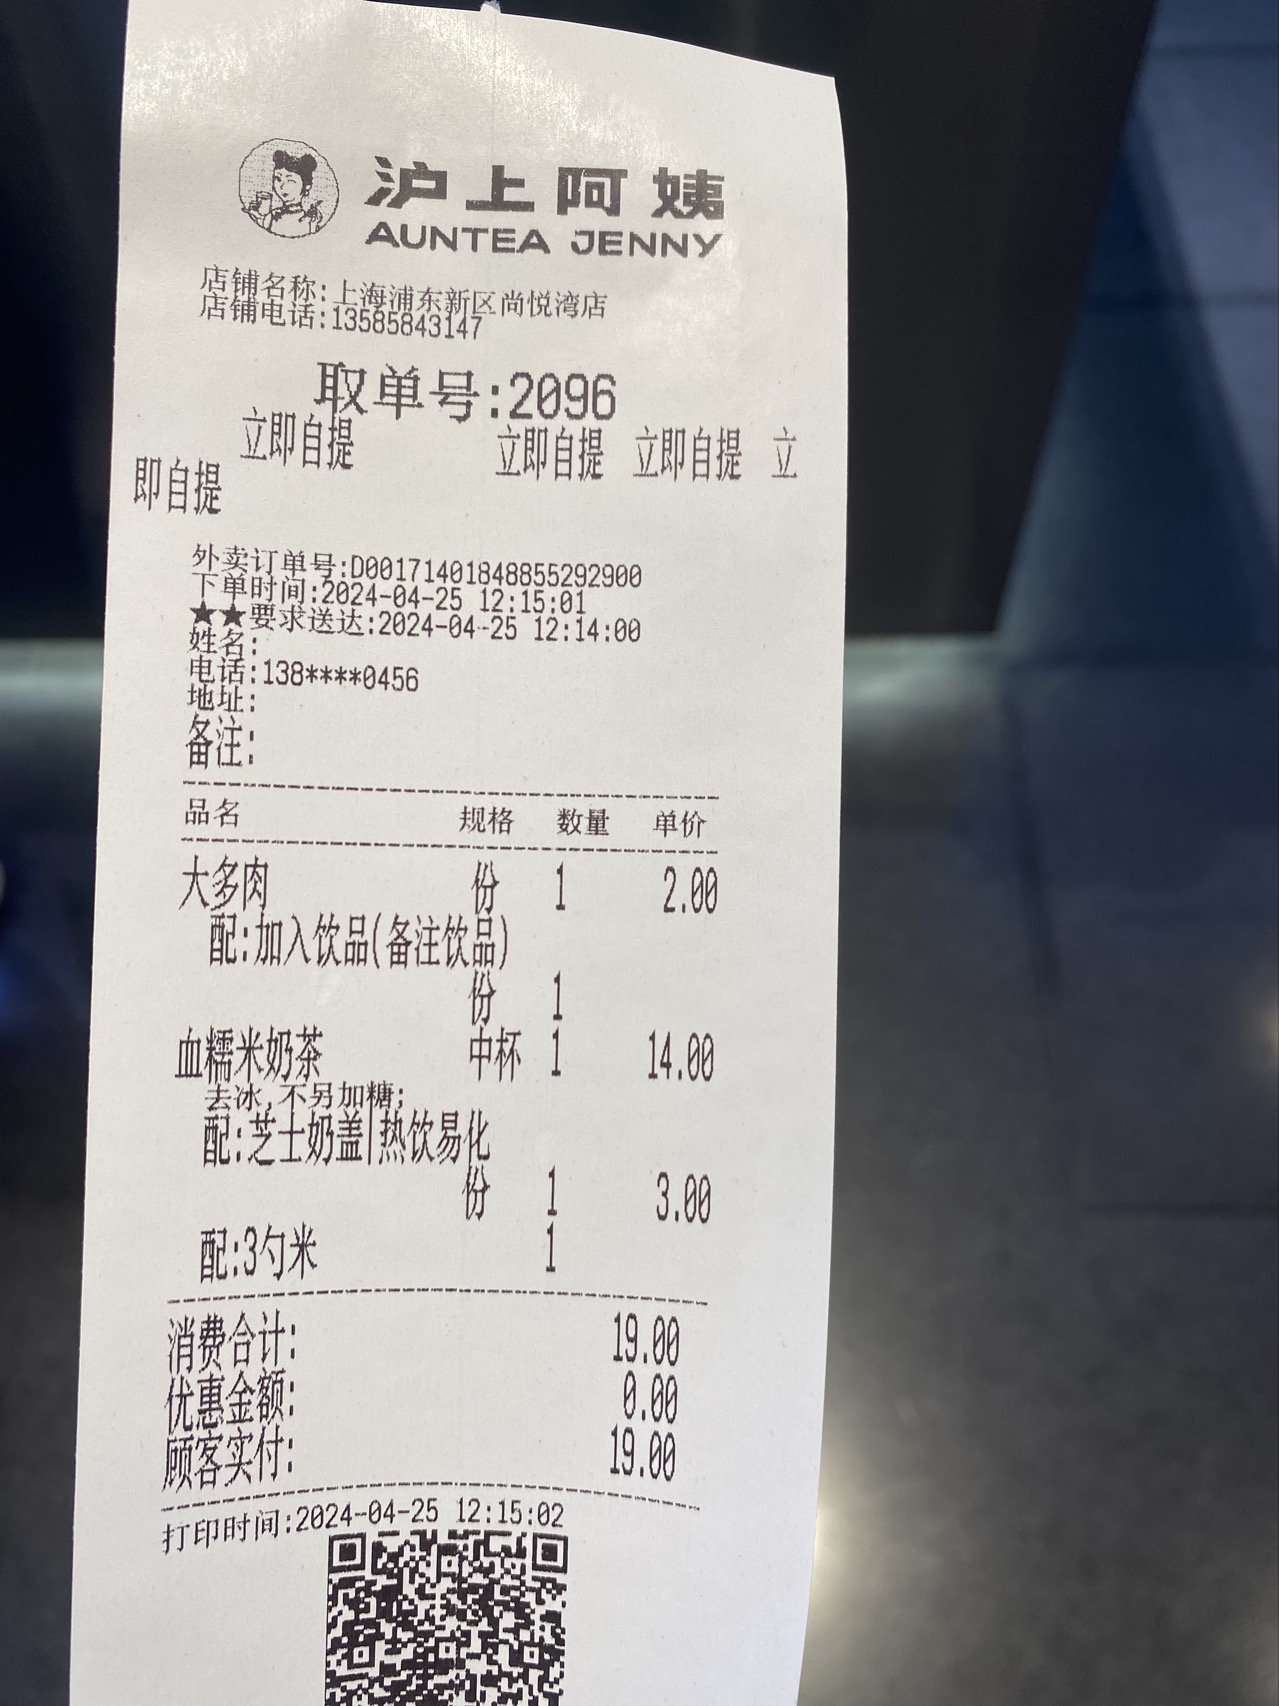 沪上阿姨
AUNTEA JENNY
店铺名称:上海浦东新区尚悦湾店
店铺电话:13585843147
取单号:2096
立即自提 立即自提 立即自提 立
即自提
外卖订单号:D00171401848855292900
下单时间:2024-04-25 12:15:01
★★要求送达:2024-04-25 12:14:00
姓名:
电话:138****0456
地址:
备注:
品名 规格 数量 单价
大多肉 份 1 2.00
配:加入饮品(备注饮品)
份 1
血糯米奶茶 中杯 1 14.00
去冰,不另加糖;
配:芝士奶盖|热饮易化
份 1 3.00
配:3勺米 1
消费合计: 19.00
优惠金额: 0.00
顾客实付: 19.00
打印时间:2024-04-25 12:15:02